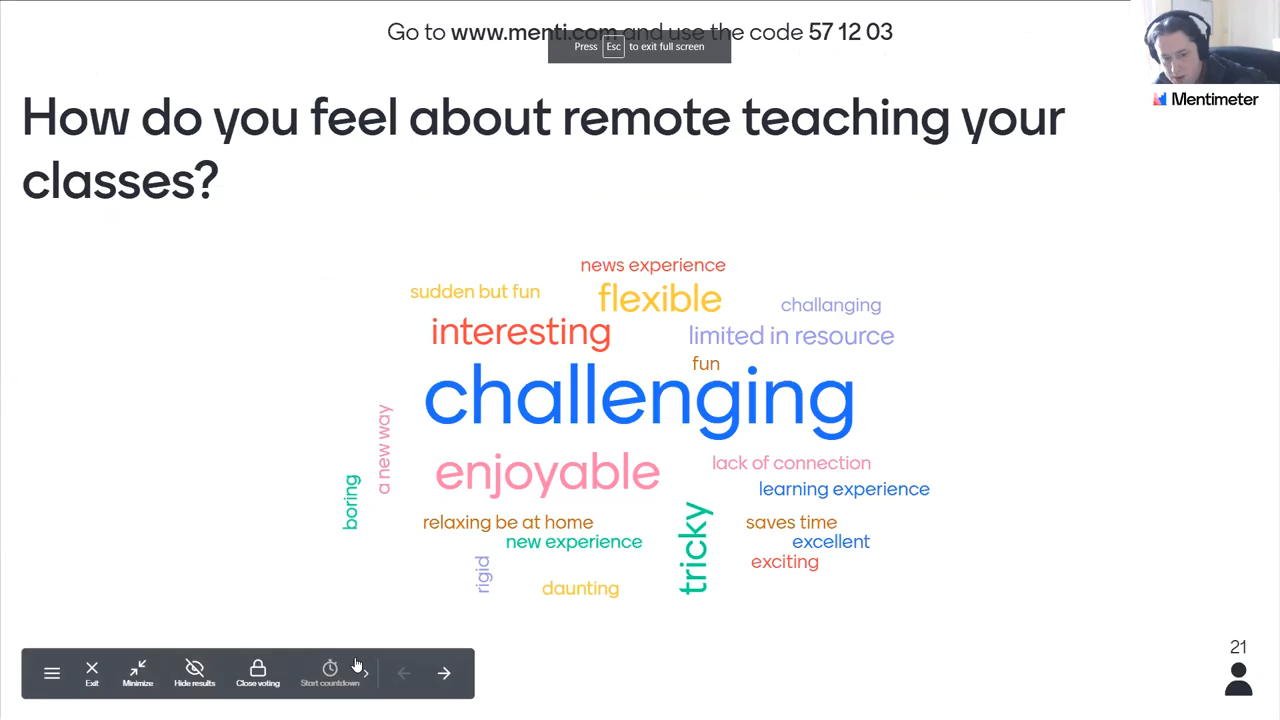 Go to www.menti.com and use the code 57 12 03
Press Esc to exit full screen
Mentimeter
How do you feel about remote teaching your
classes?
news experience
sudden but fun
flexible
challanging
interesting
limited in resource
fun
challenging
a new way
enjoyable
lack of connection
boring
learning experience
relaxing be at home
saves time
new experience
tricky
excellent
rigid
exciting
daunting
21
Exit
Minimize
Hide results
Close voting
Start countdown